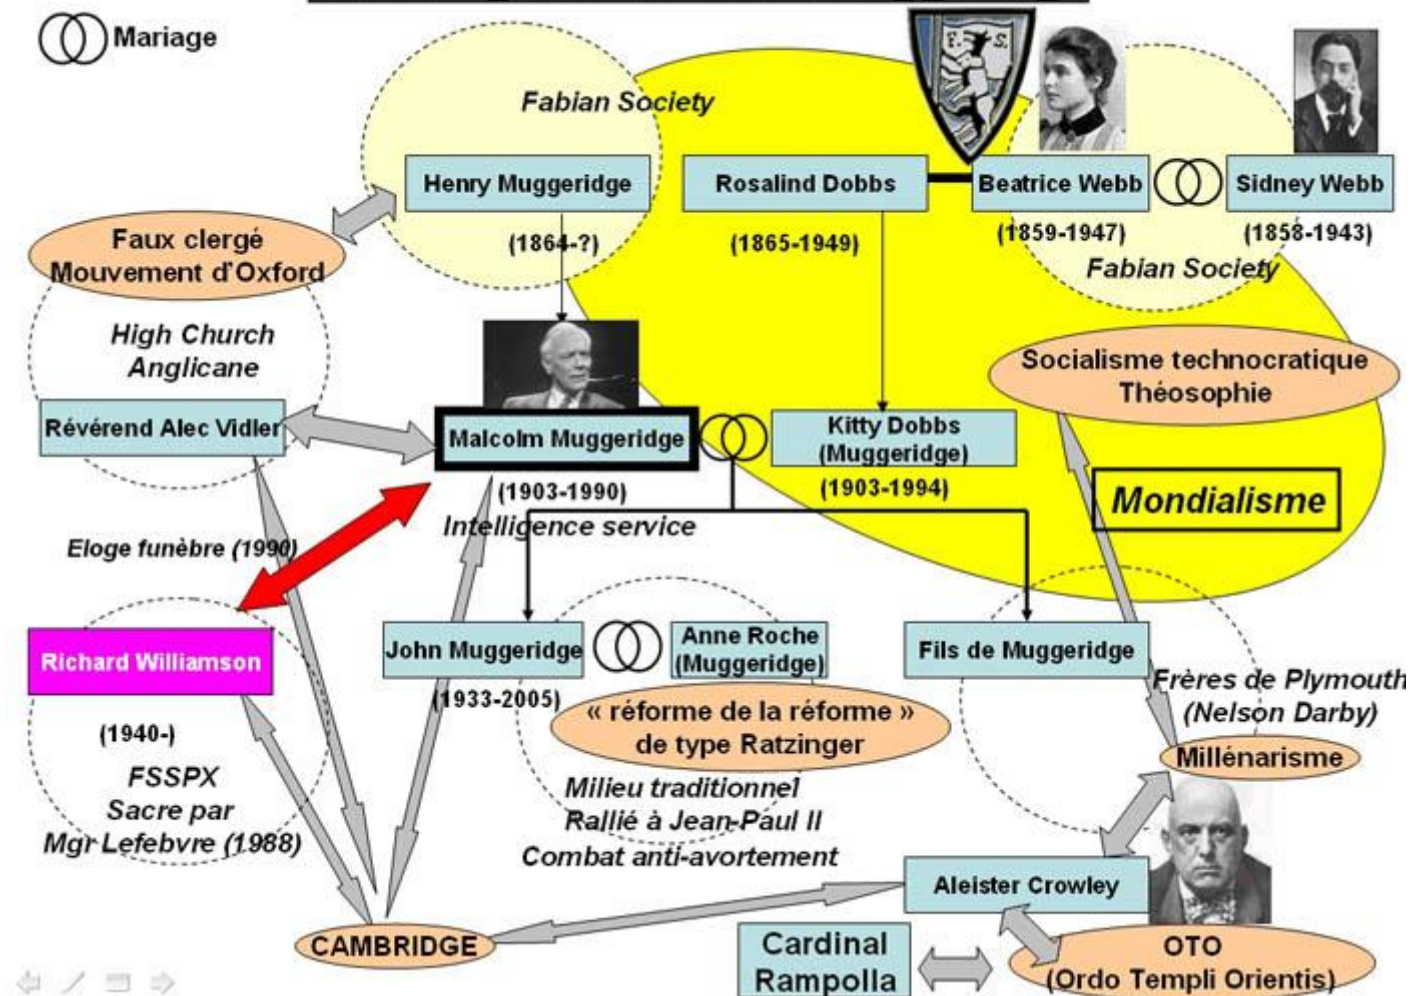 Mariage
Fabian Society
F. S.
Henry Muggeridge
Rosalind Dobbs
Beatrice Webb
Sidney Webb
(1864-?)
(1865-1949)
(1859-1947)
(1858-1943)
Fabian Society
Faux clergé
Mouvement d'Oxford
High Church
Anglicane
Socialisme technocratique
Théosophie
Révérend Alec Vidler
Malcolm Muggeridge
Kitty Dobbs
(Muggeridge)
(1903-1990)
(1903-1994)
Mondialisme
Intelligence service
Eloge funèbre (1990)
Richard Williamson
John Muggeridge
Anne Roche
(Muggeridge)
Fils de Muggeridge
(1933-2005)
Frères de Plymouth
(Nelson Darby)
« réforme de la réforme »
de type Ratzinger
(1940-)
Millénarisme
FSSPX
Sacre par
Mgr Lefebvre (1988)
Milieu traditionnel
Rallié à Jean-Paul II
Combat anti-avortement
Aleister Crowley
CAMBRIDGE
Cardinal
Rampolla
OTO
(Ordo Templi Orientis)